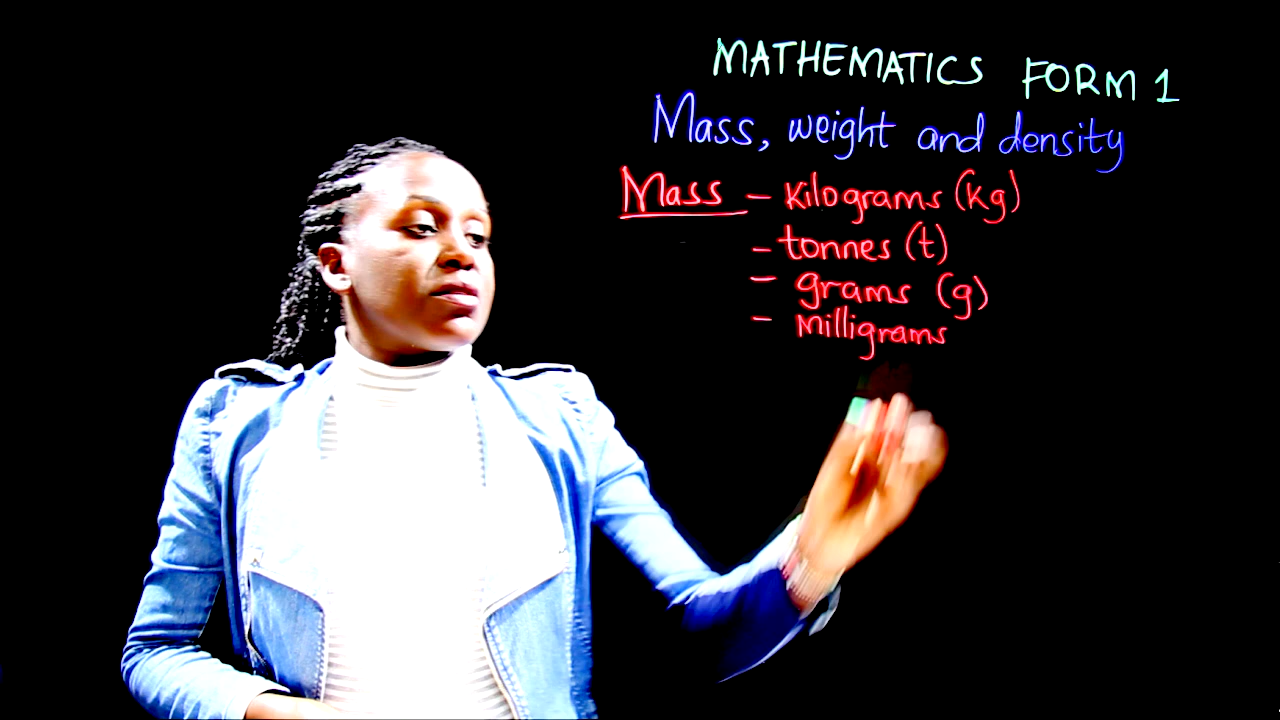 MATHEMATICS FORM 1
Mass, weight and density
Mass - Kilograms (kg)
- tonnes (t)
- grams (g)
- Milligrams